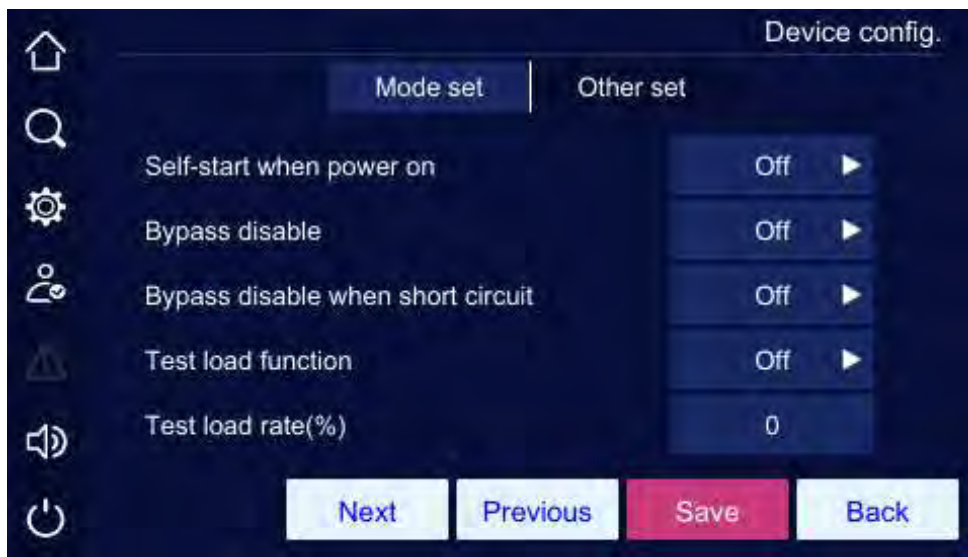 Device config.
Mode set Other set
Self-start when power on Off
Bypass disable Off
Bypass disable when short circuit Off
Test load function Off
Test load rate(%) 0
Next Previous Save Back